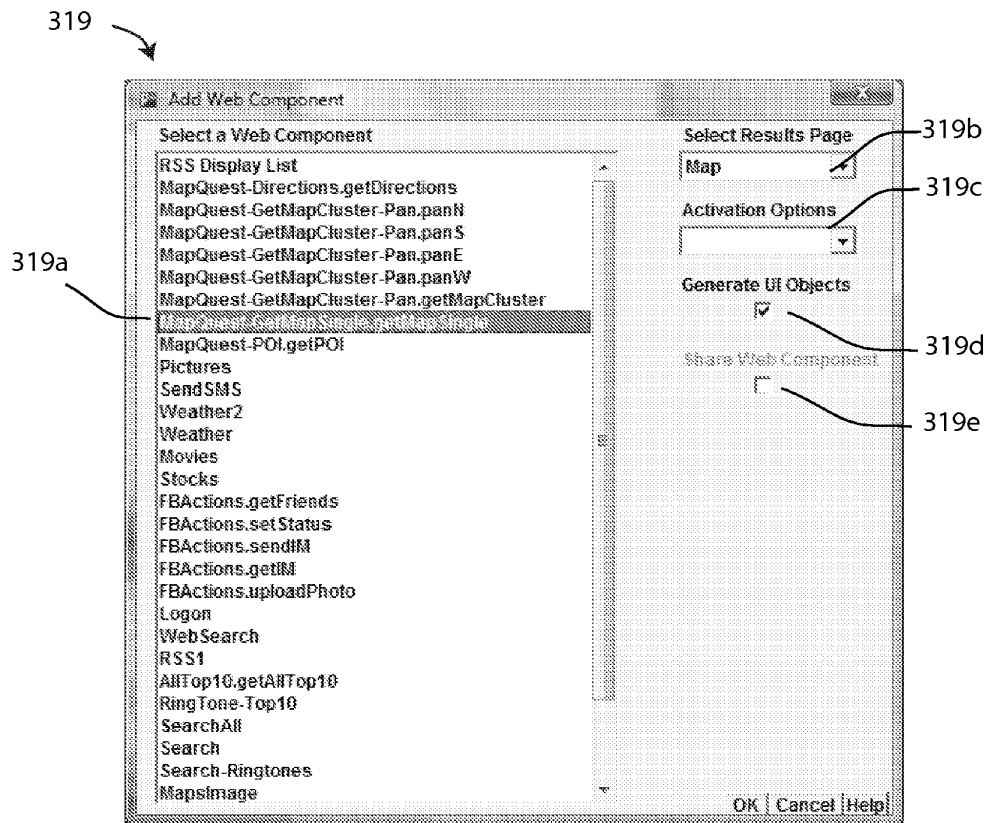 319
Add Web Component
Select a Web Component
RSS Display List
MapQuest-Directions.getDirections
MapQuest-GetMapCluster-Pan.panN
MapQuest-GetMapCluster-Pan.panS
MapQuest-GetMapCluster-Pan.panE
MapQuest-GetMapCluster-Pan.panW
MapQuest-GetMapCluster-Pan.getMapCluster
MapQuest-GetMapSingle.getMapSingle
MapQuest-POI.getPOI
Pictures
SendSMS
Weather2
Weather
Movies
Stocks
FBActions.getFriends
FBActions.setStatus
FBActions.sendIM
FBActions.getIM
FBActions.uploadPhoto
Logon
WebSearch
RSS1
AllTop10.getAllTop10
RingTone-Top10
SearchAll
Search
Search-Ringtones
MapsImage
319a
Select Results Page
Map
319b
Activation Options
319c
Generate UI Objects
319d
Share Web Component
319e
OK Cancel Help